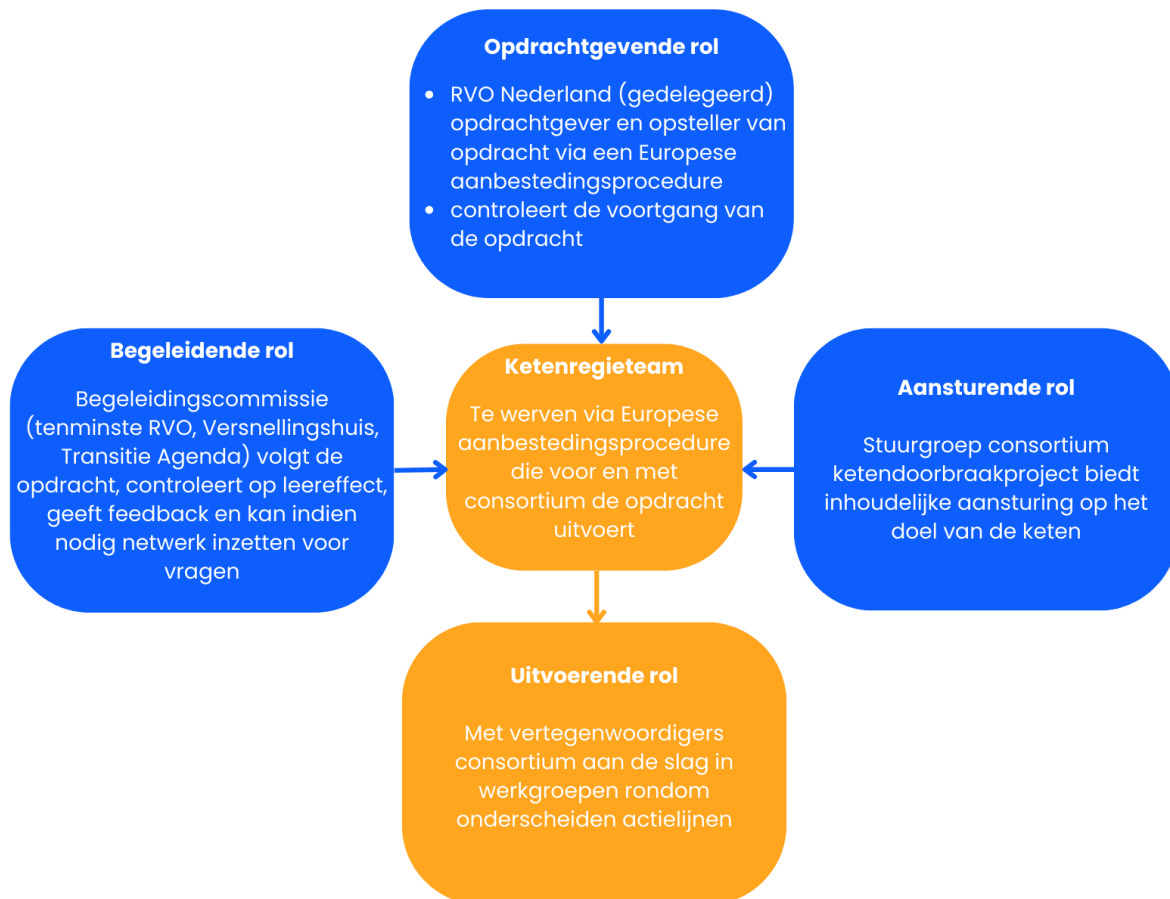 Opdrachtgevende rol
• RVO Nederland (gedelegeerd)
opdrachtgever en opsteller van
opdracht via een Europese
aanbestedingsprocedure
• controleert de voortgang van
de opdracht
Begeleidende rol
Begeleidingscommissie
(tenminste RVO, Versnellingshuis,
Transitie Agenda) volgt de
opdracht, controleert op leereffect,
geeft feedback en kan indien
nodig netwerk inzetten voor
vragen
Ketenregieteam
Te werven via Europese
aanbestedingsprocedure
die voor en met
consortium de opdracht
uitvoert
Aansturende rol
Stuurgroep consortium
ketendoorbraakproject biedt
inhoudelijke aansturing op het
doel van de keten
Uitvoerende rol
Met vertegenwoordigers
consortium aan de slag in
werkgroepen rondom
onderscheiden actielijnen